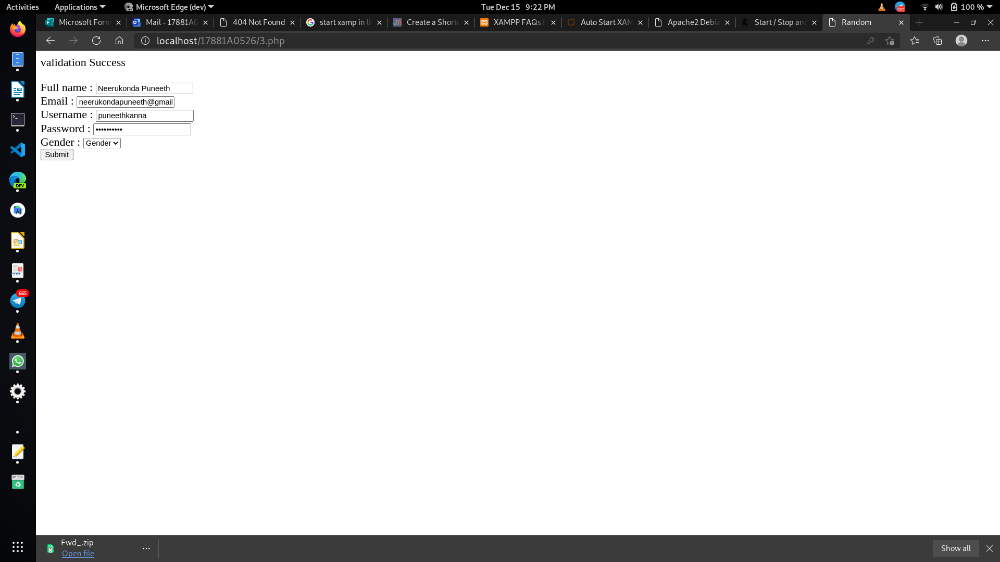 Activities Applications Microsoft Edge (dev) Tue Dec 15 9:22 PM 665 100 %
Microsoft Form Mail - 17881A0 404 Not Found start xamp in li Create a Shortc XAMPP FAQs f Auto Start XAM Apache2 Debia Start / Stop and Random
localhost/17881A0526/3.php
validation Success
Full name : Neerukonda Puneeth
Email : neerukondapuneeth@gmail
Username : puneethkanna
Password : ••••••••••
Gender : Gender
Submit
DEV
665
Fwd_.zip
Open file
Show all